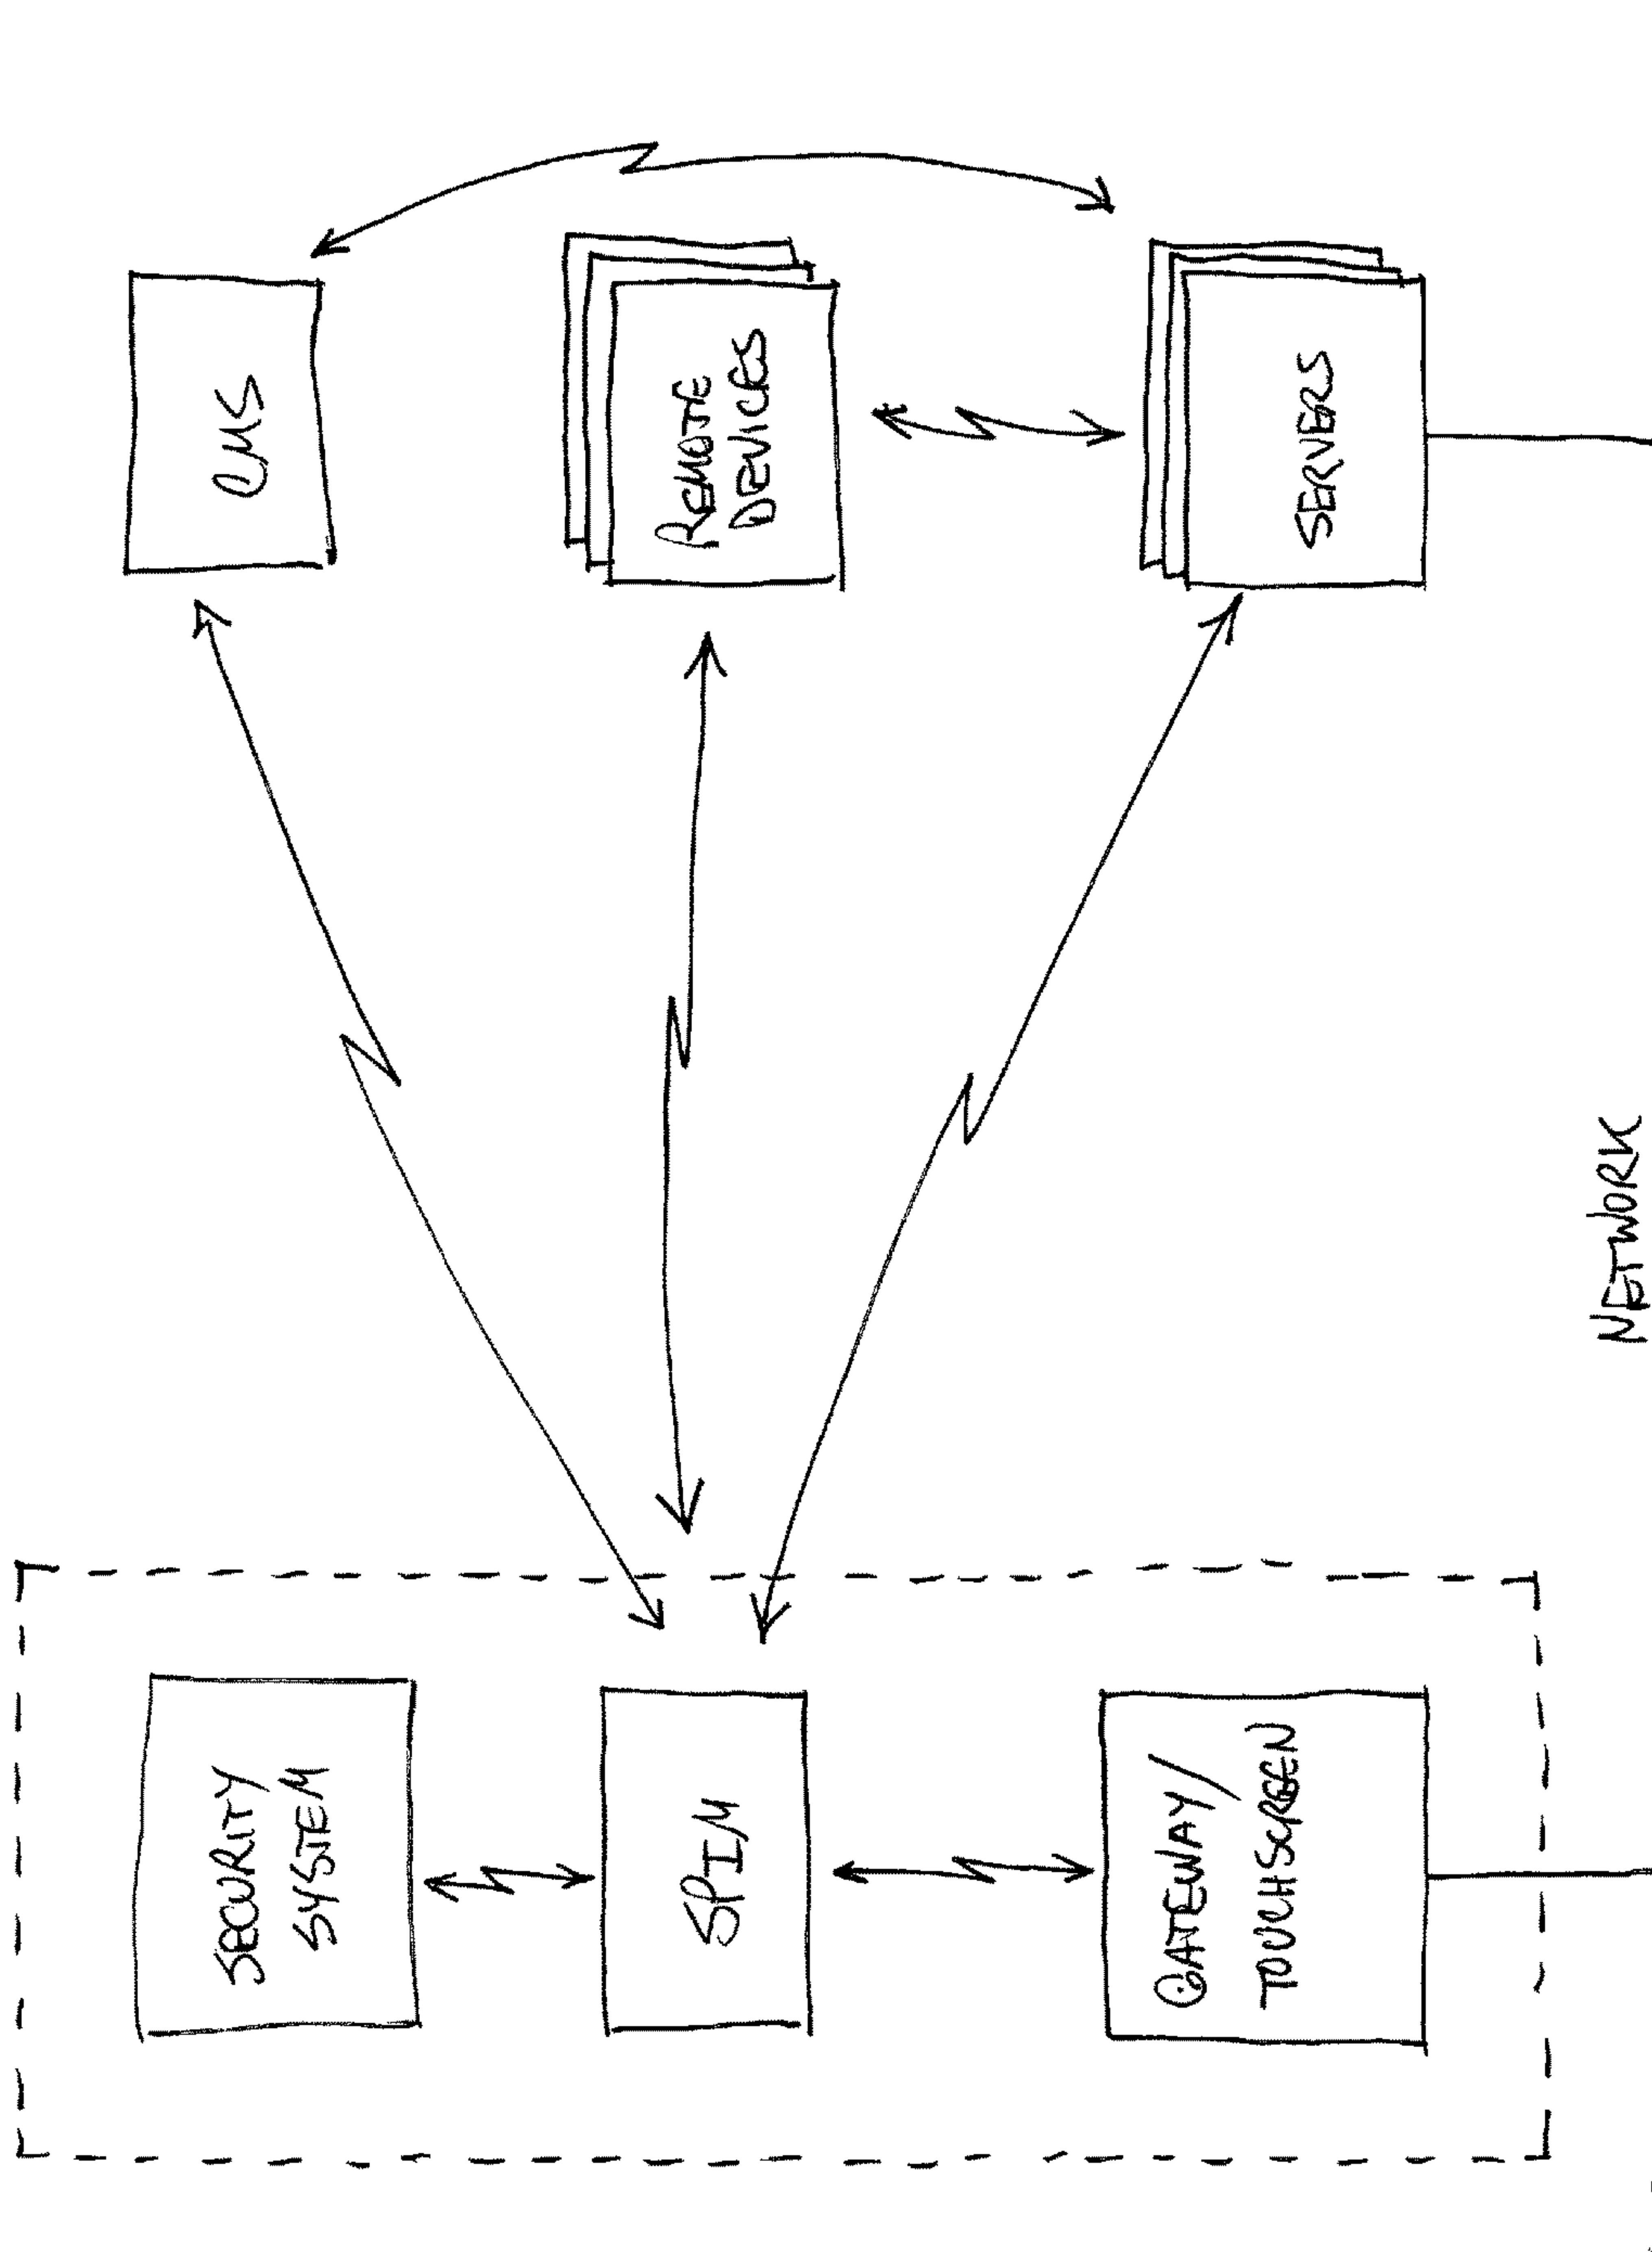 SECURITY
SYSTEM
CMS
SPIM
REMOTE
DEVICES
GATEWAY/
TOUCHSCREEN
SERVERS
NETWORK